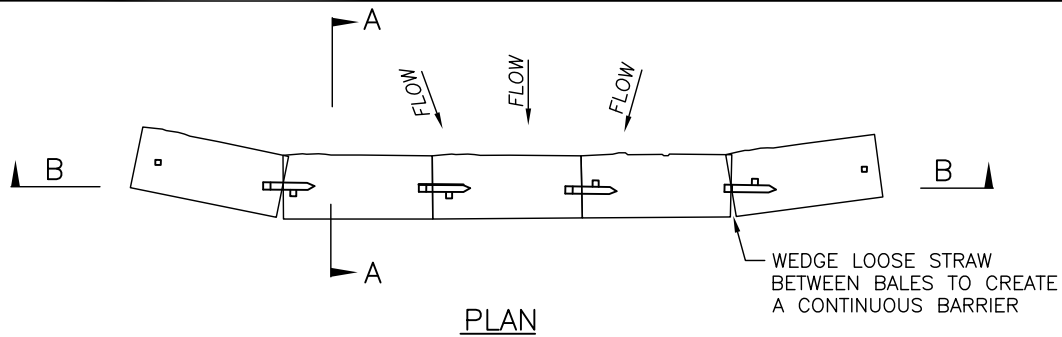 A
FLOW
FLOW
FLOW
B
B
A
WEDGE LOOSE STRAW
BETWEEN BALES TO CREATE
A CONTINUOUS BARRIER
PLAN